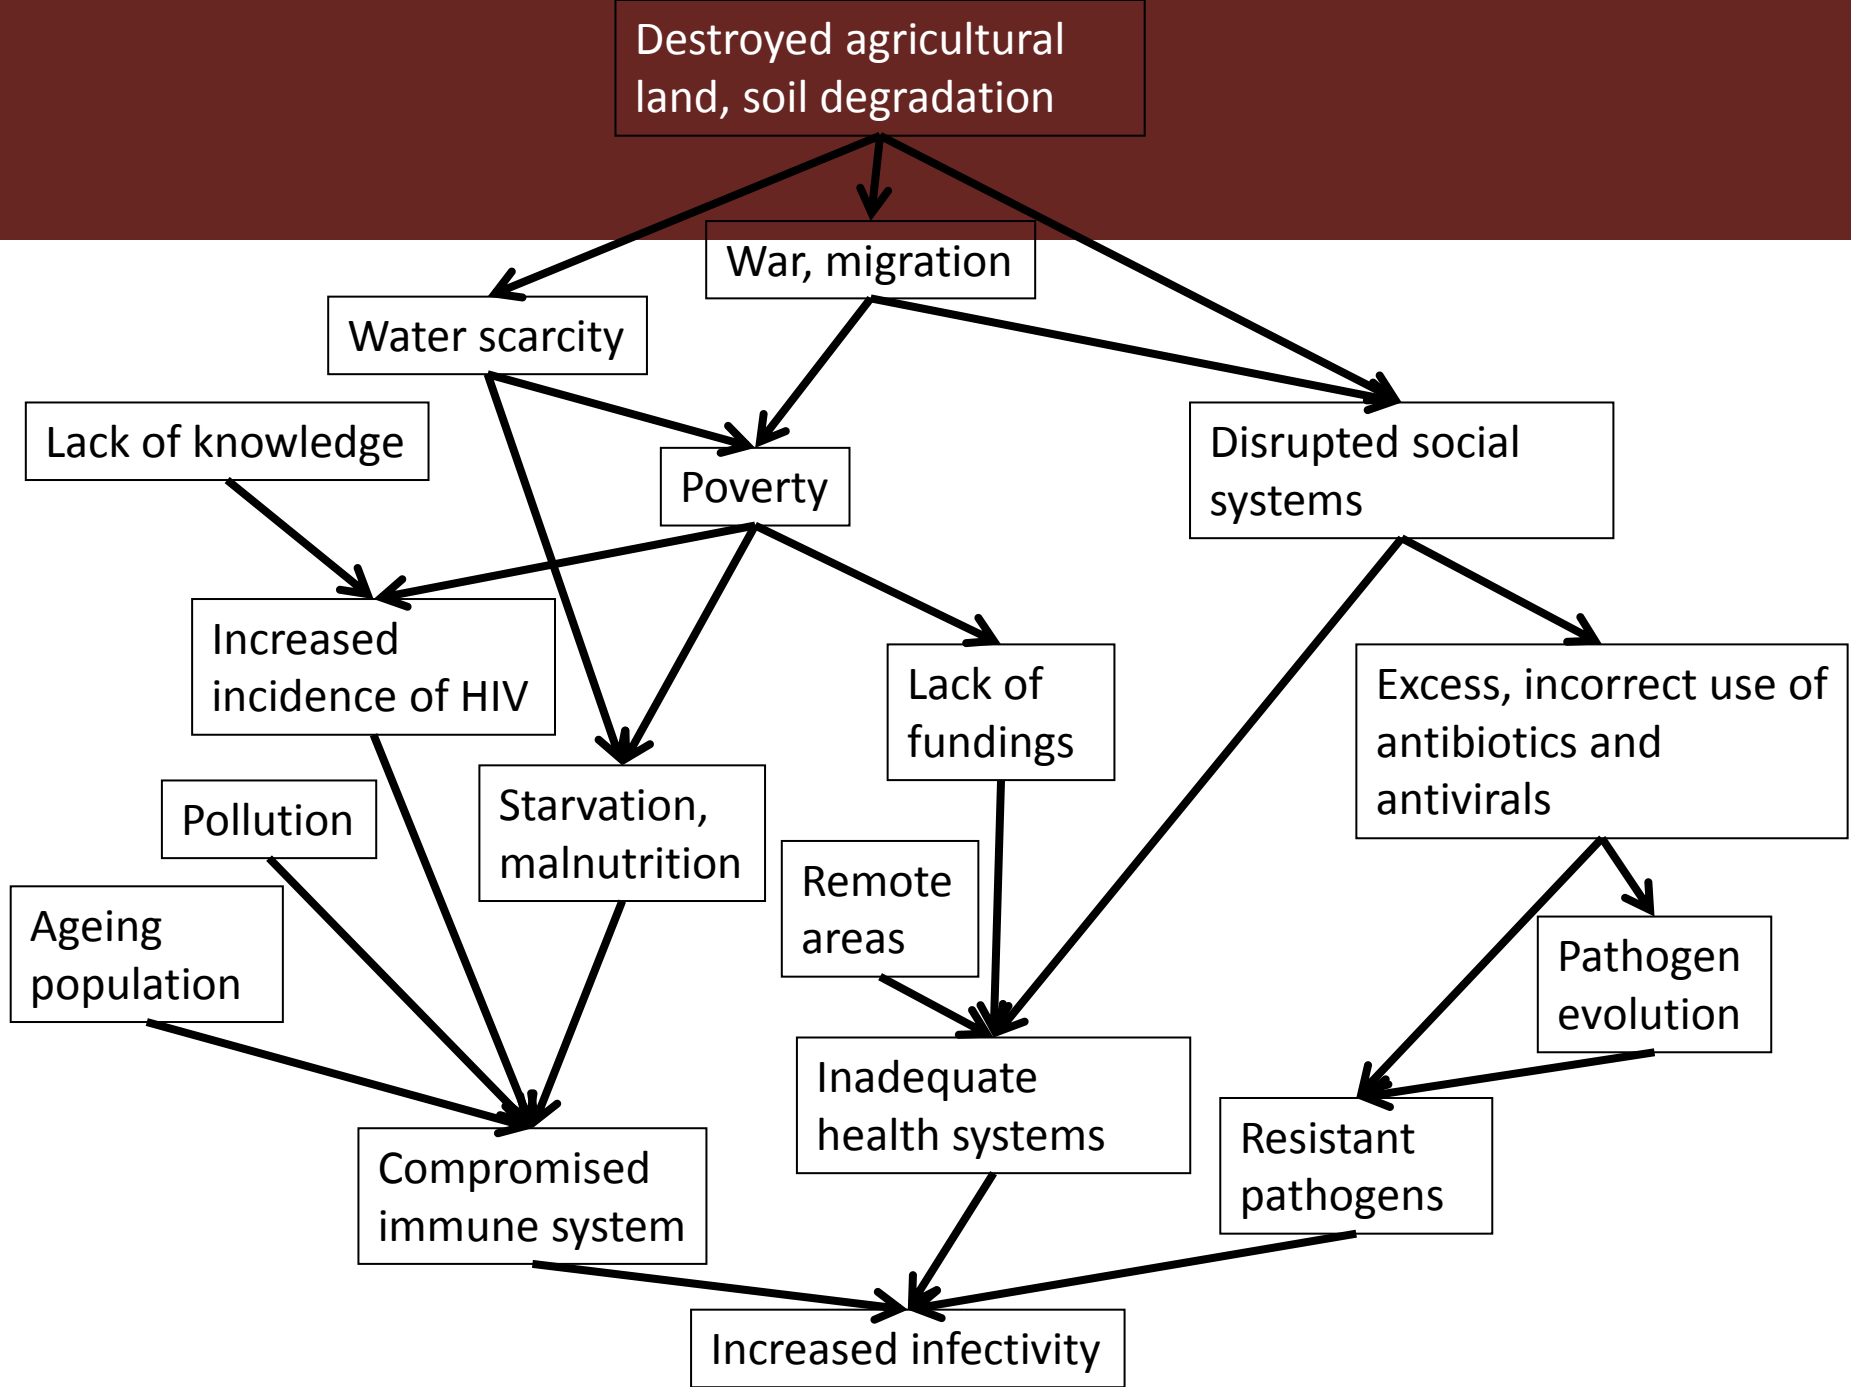 Destroyed agricultural
land, soil degradation
War, migration
Water scarcity
Lack of knowledge
Poverty
Disrupted social
systems
Increased
incidence of HIV
Lack of
fundings
Excess, incorrect use of
antibiotics and
antivirals
Pollution
Starvation,
malnutrition
Remote
areas
Ageing
population
Pathogen
evolution
Inadequate
health systems
Resistant
pathogens
Compromised
immune system
Increased infectivity